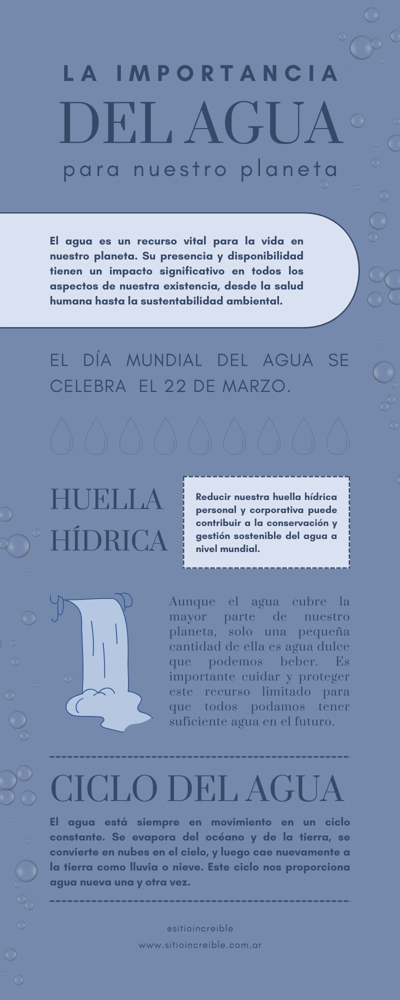 LA IMPORTANCIA
DEL AGUA
para nuestro planeta
El agua es un recurso vital para la vida en
nuestro planeta. Su presencia y disponibilidad
tienen un impacto significativo en todos los
aspectos de nuestra existencia, desde la salud
humana hasta la sustentabilidad ambiental.
EL DÍA MUNDIAL DEL AGUA SE
CELEBRA EL 22 DE MARZO.
HUELLA
HÍDRICA
Reducir nuestra huella hídrica
personal y corporativa puede
contribuir a la conservación y
gestión sostenible del agua a
nivel mundial.
Aunque el agua cubre la
mayor parte de nuestro
planeta, solo una pequeña
cantidad de ella es agua dulce
que podemos beber. Es
importante cuidar y proteger
este recurso limitado para
que todos podamos tener
suficiente agua en el futuro.
CICLO DEL AGUA
El agua está siempre en movimiento en un ciclo
constante. Se evapora del océano y de la tierra, se
convierte en nubes en el cielo, y luego cae nuevamente a
la tierra como lluvia o nieve. Este ciclo nos proporciona
agua nueva una y otra vez.
@sitioincreible
www.sitioincreible.com.ar